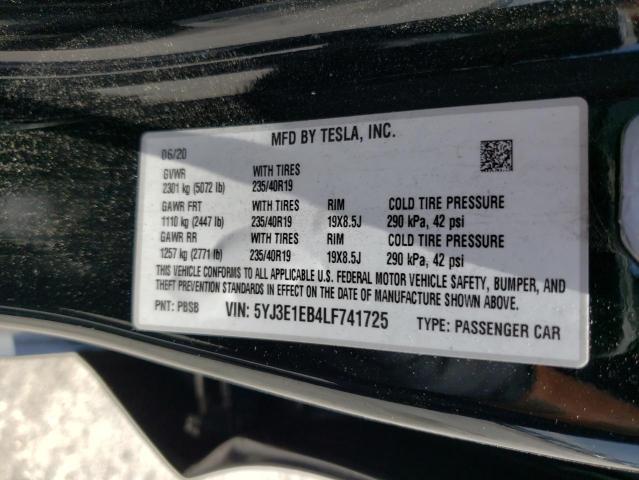 MFD BY TESLA, INC.
06/20
GVWR WITH TIRES
2301 kg (5072 lb) 235/40R19
GAWR FRT WITH TIRES RIM COLD TIRE PRESSURE
1110 kg (2447 lb) 235/40R19 19X8.5J 290 kPa, 42 psi
GAWR RR WITH TIRES RIM COLD TIRE PRESSURE
1257 kg (2771 lb) 235/40R19 19X8.5J 290 kPa, 42 psi
THIS VEHICLE CONFORMS TO ALL APPLICABLE U.S. FEDERAL MOTOR VEHICLE SAFETY, BUMPER, AND
THEFT PREVENTION STANDARDS IN EFFECT ON THE DATE OF MANUFACTURE SHOWN ABOVE.
PNT: PBSB VIN: 5YJ3E1EB4LF741725 TYPE: PASSENGER CAR